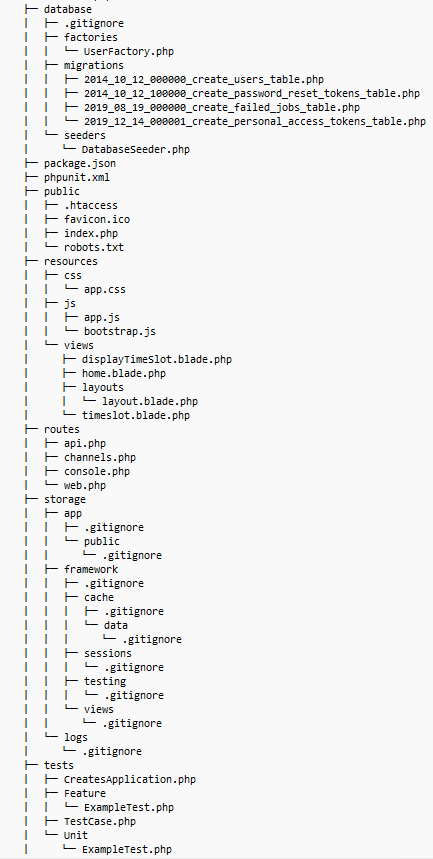 ├─ database
│  ├─ .gitignore
│  ├─ factories
│  │  └─ UserFactory.php
│  ├─ migrations
│  │  ├─ 2014_10_12_000000_create_users_table.php
│  │  ├─ 2014_10_12_100000_create_password_reset_tokens_table.php
│  │  ├─ 2019_08_19_000000_create_failed_jobs_table.php
│  │  └─ 2019_12_14_000001_create_personal_access_tokens_table.php
│  └─ seeders
│     └─ DatabaseSeeder.php
├─ package.json
├─ phpunit.xml
├─ public
│  ├─ .htaccess
│  ├─ favicon.ico
│  ├─ index.php
│  └─ robots.txt
├─ resources
│  ├─ css
│  │  └─ app.css
│  ├─ js
│  │  ├─ app.js
│  │  └─ bootstrap.js
│  └─ views
│     ├─ displayTimeSlot.blade.php
│     ├─ home.blade.php
│     ├─ layouts
│     │  └─ layout.blade.php
│     └─ timeslot.blade.php
├─ routes
│  ├─ api.php
│  ├─ channels.php
│  ├─ console.php
│  └─ web.php
├─ storage
│  ├─ app
│  │  ├─ .gitignore
│  │  └─ public
│  │     └─ .gitignore
│  ├─ framework
│  │  ├─ .gitignore
│  │  ├─ cache
│  │  │  ├─ .gitignore
│  │  │  └─ data
│  │  │     └─ .gitignore
│  │  ├─ sessions
│  │  │  └─ .gitignore
│  │  ├─ testing
│  │  │  └─ .gitignore
│  │  └─ views
│  │     └─ .gitignore
│  └─ logs
│     └─ .gitignore
├─ tests
│  ├─ CreatesApplication.php
│  ├─ Feature
│  │  └─ ExampleTest.php
│  ├─ TestCase.php
│  └─ Unit
│     └─ ExampleTest.php